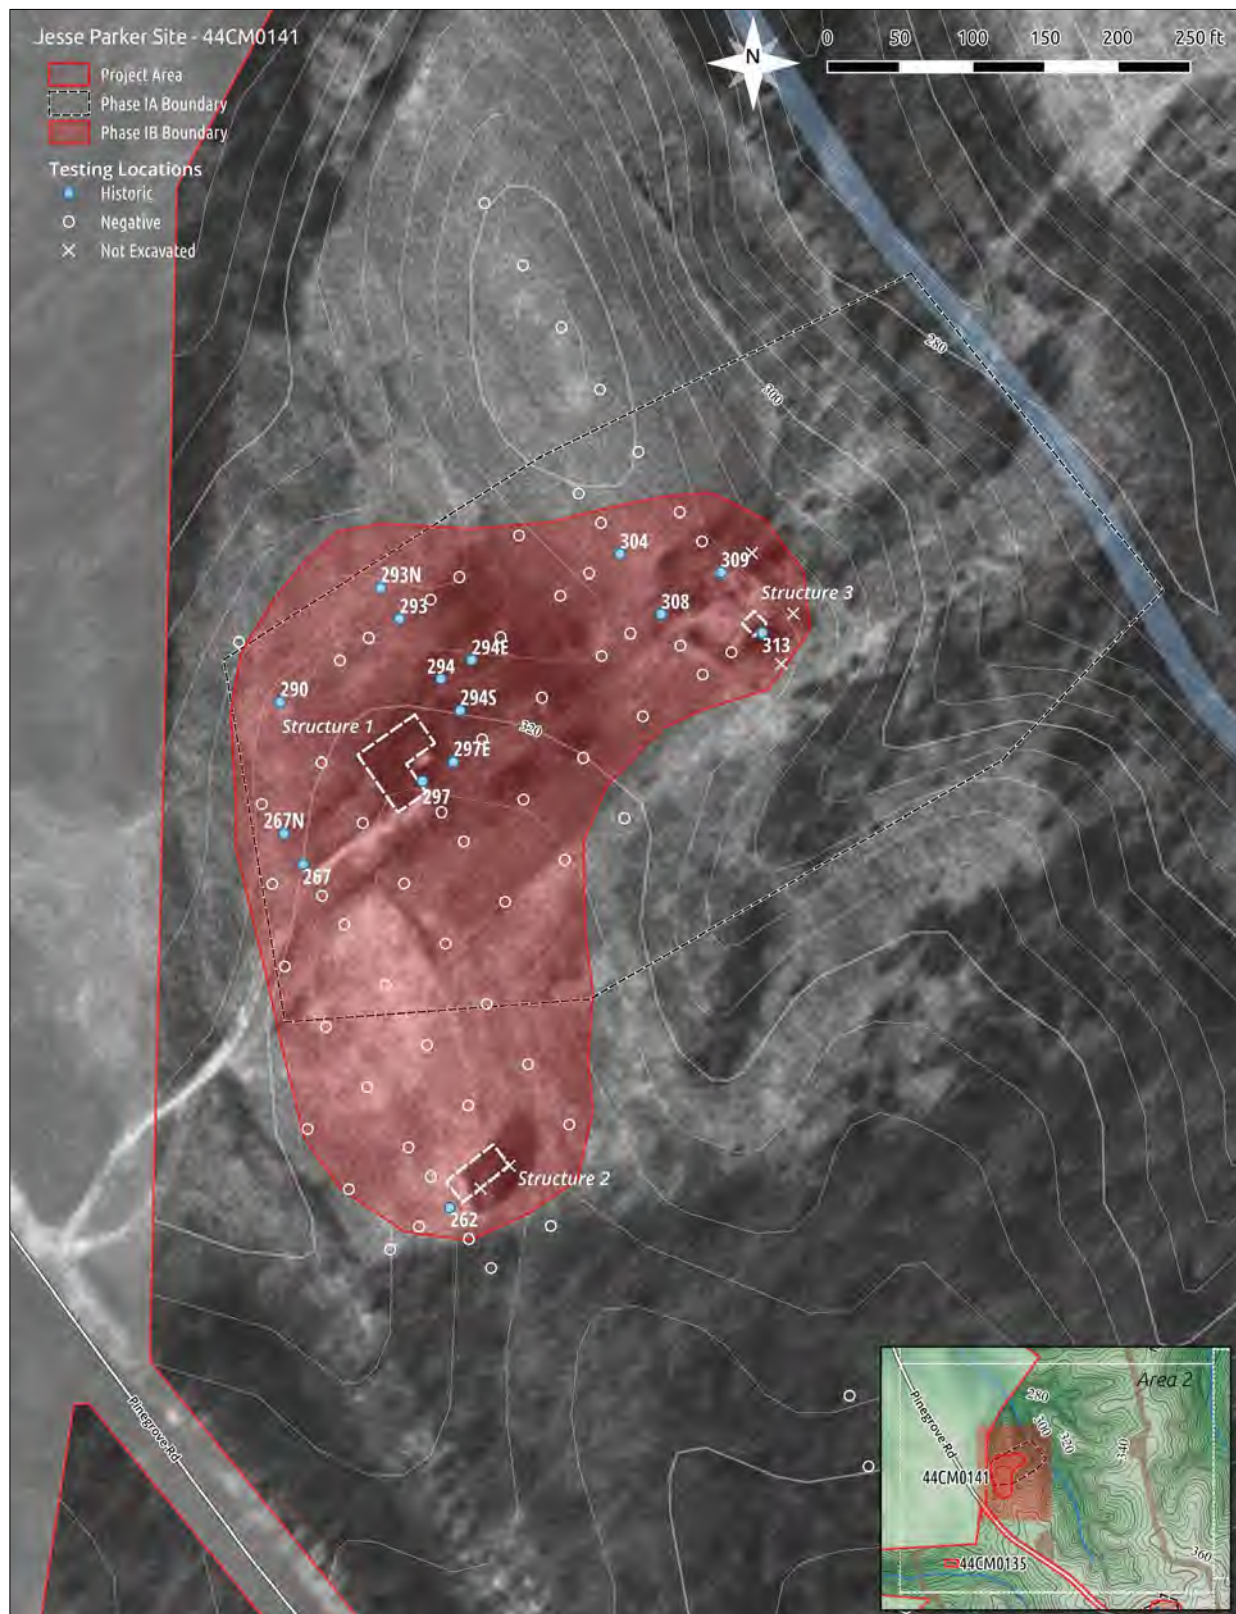 Jesse Parker Site - 44CM0141
0 50 100 150 200 250 ft
N
Project Area
Phase IA Boundary
Phase IB Boundary
Testing Locations
Historic
Negative
Not Excavated
280
300
304
309
293N
Structure 3
293
308
313
294E
294
290
294S
Structure 1
320
297E
297
267N
267
Structure 2
262
Pinegrove Rd
Area 2
280
Pinegrove Rd
300
320
340
44CM0141
360
44CM0135